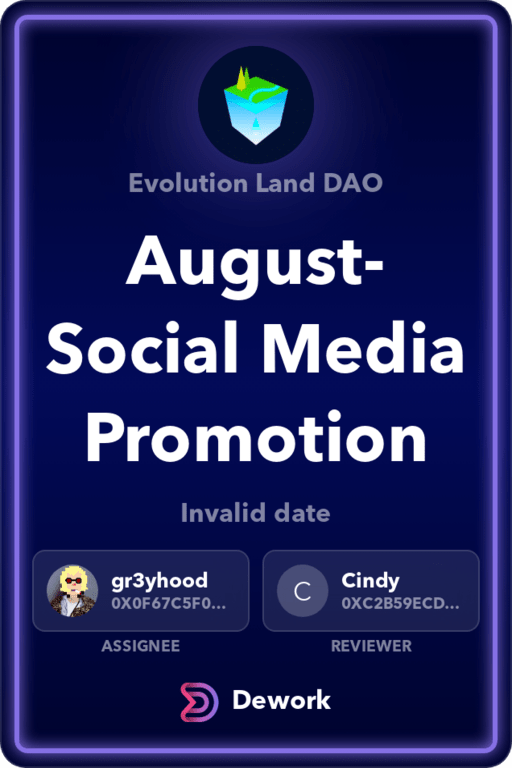 Evolution Land DAO
August-
Social Media
Promotion
Invalid date
gr3yhood
0X0F67C5F0...
ASSIGNEE
C
Cindy
0XC2B59ECD...
REVIEWER
Dework